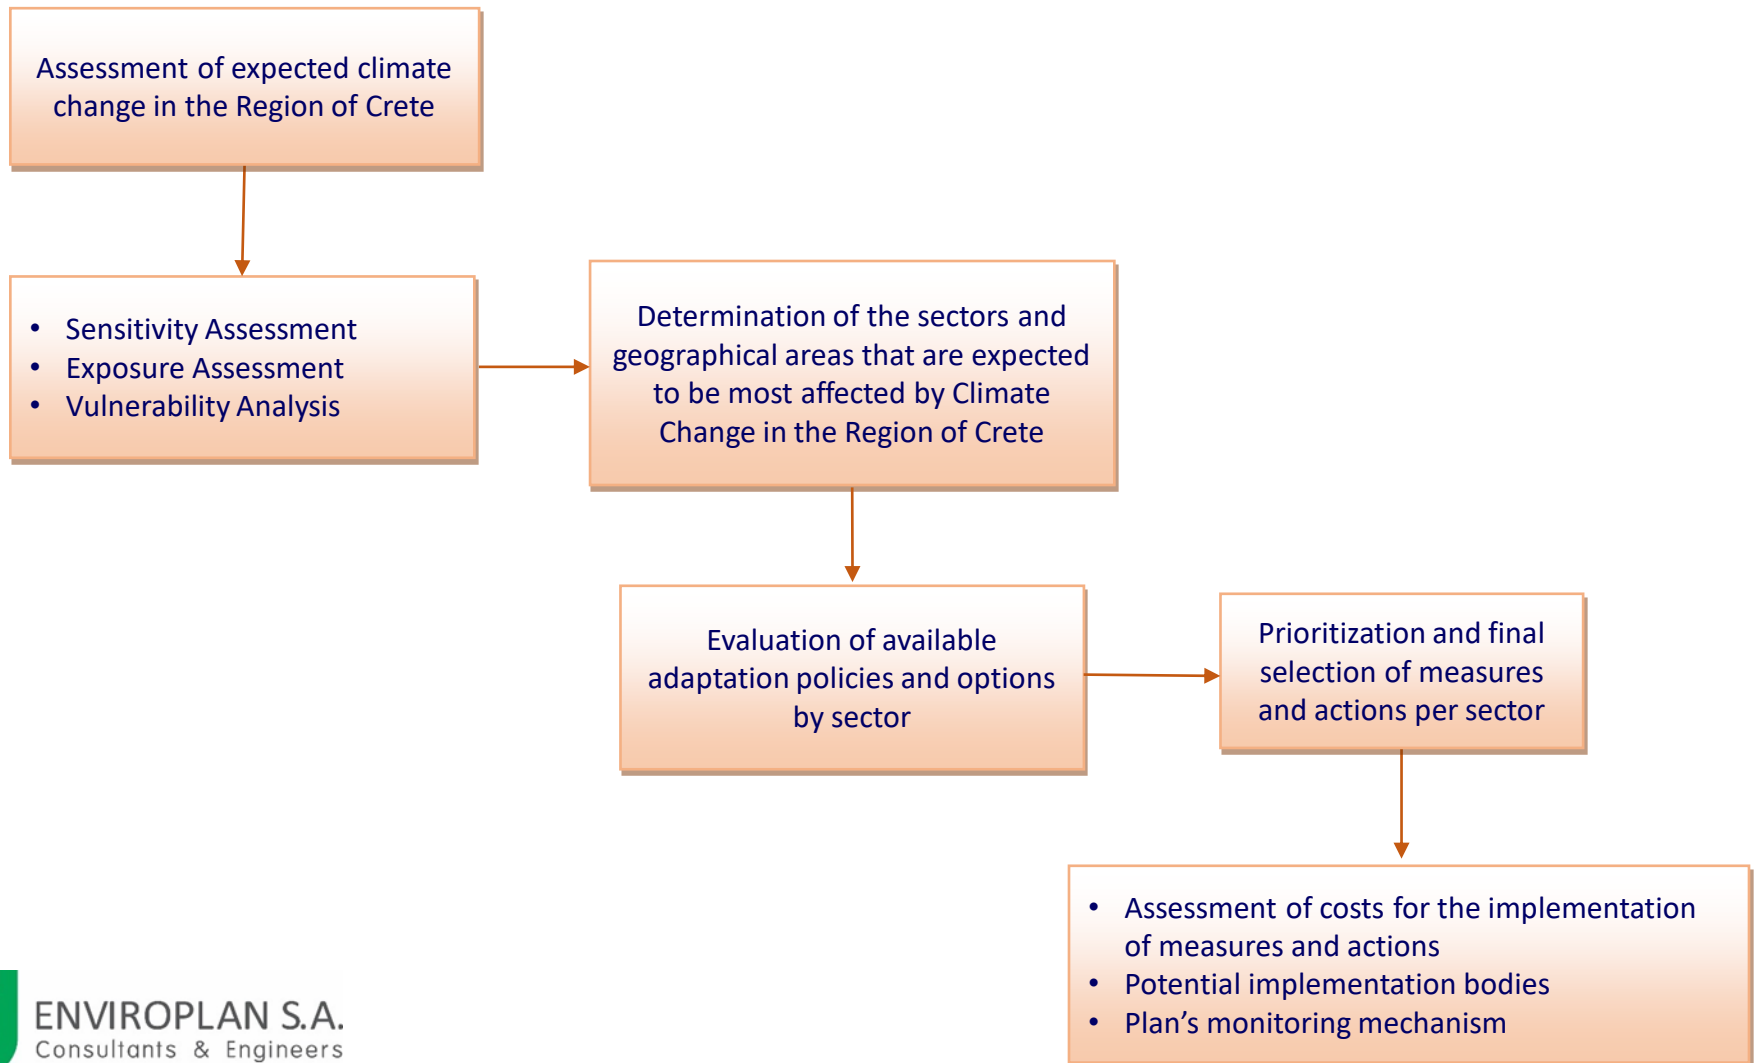 Assessment of expected climate
change in the Region of Crete
• Sensitivity Assessment
• Exposure Assessment
• Vulnerability Analysis
Determination of the sectors and
geographical areas that are expected
to be most affected by Climate
Change in the Region of Crete
Evaluation of available
adaptation policies and options
by sector
Prioritization and final
selection of measures
and actions per sector
• Assessment of costs for the implementation
of measures and actions
• Potential implementation bodies
• Plan's monitoring mechanism
ENVIROPLAN S.A.
Consultants & Engineers